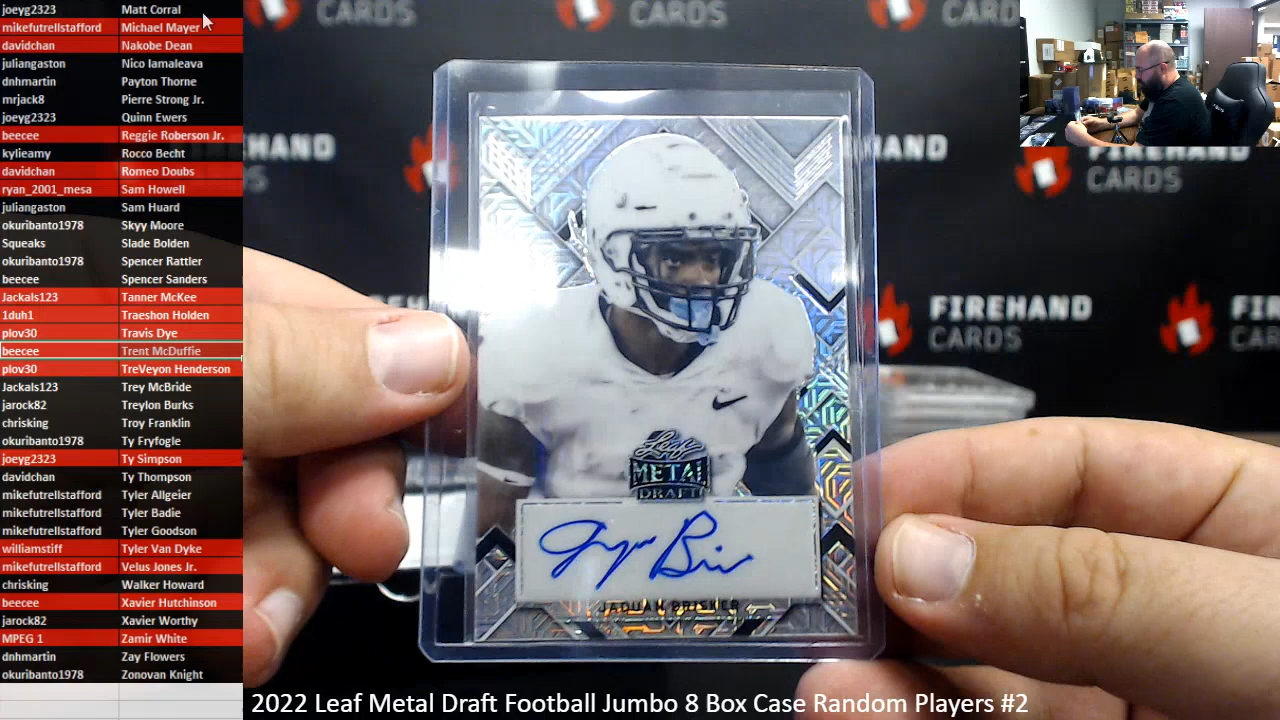 joeyg2323 Matt Corral
mikefutrellstafford Michael Mayer
davidchan Nakobe Dean
juliangaston Nico Iamaleava
dnhmartin Payton Thorne
mrjack8 Pierre Strong Jr.
joeyg2323 Quinn Ewers
beecee Reggie Roberson Jr.
kylieamy Rocco Becht
davidchan Romeo Doubs
ryan_2001_mesa Sam Howell
juliangaston Sam Huard
okuribanto1978 Skyy Moore
Squeaks Slade Bolden
okuribanto1978 Spencer Rattler
beecee Spencer Sanders
Jackals123 Tanner McKee
1duh1 Traeshon Holden
plov30 Travis Dye
beecee Trent McDuffie
plov30 TreVeyon Henderson
Jackals123 Trey McBride
jarock82 Treylon Burks
chrisking Troy Franklin
okuribanto1978 Ty Fryfogle
joeyg2323 Ty Simpson
davidchan Ty Thompson
mikefutrellstafford Tyler Allgeier
mikefutrellstafford Tyler Badie
mikefutrellstafford Tyler Goodson
williamstiff Tyler Van Dyke
mikefutrellstafford Velus Jones Jr.
chrisking Walker Howard
beecee Xavier Hutchinson
jarock82 Xavier Worthy
MPEG 1 Zamir White
dnhmartin Zay Flowers
okuribanto1978 Zonovan Knight
FIREHAND
CARDS
FIREHAND
CARDS
Leaf
METAL
DRAFT
JAQUAN BRISKER
2022 Leaf Metal Draft Football Jumbo 8 Box Case Random Players #2